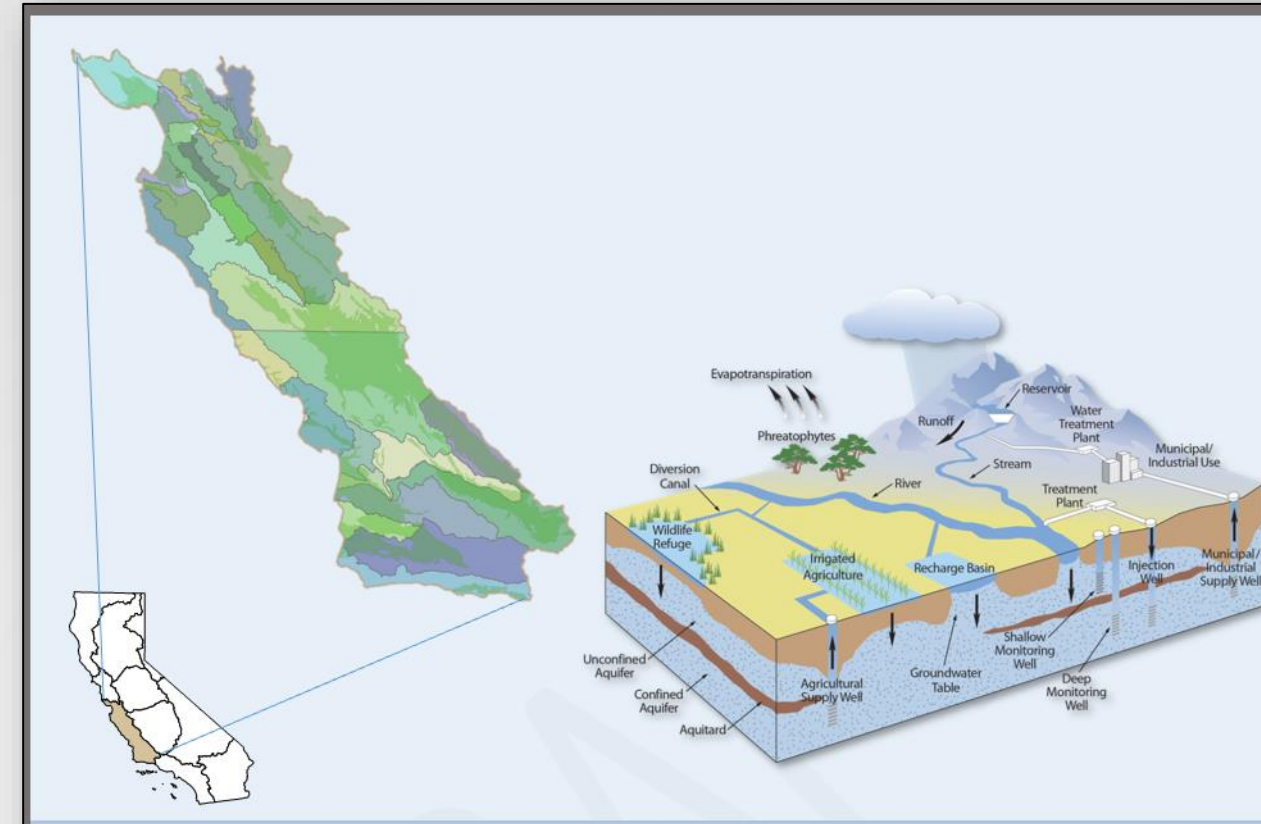 Evapotranspiration
Phreatophytes
Runoff
Reservoir
Water
Treatment
Plant
Municipal/
Industrial Use
Diversion
Canal
River
Stream
Treatment
Plant
Wildlife
Refuge
Irrigated
Agriculture
Recharge Basin
Injection
Well
Municipal/
Industrial
Supply Well
Unconfined
Aquifer
Confined
Aquifer
Aquitard
Agricultural
Supply Well
Groundwater
Table
Shallow
Monitoring
Well
Deep
Monitoring
Well